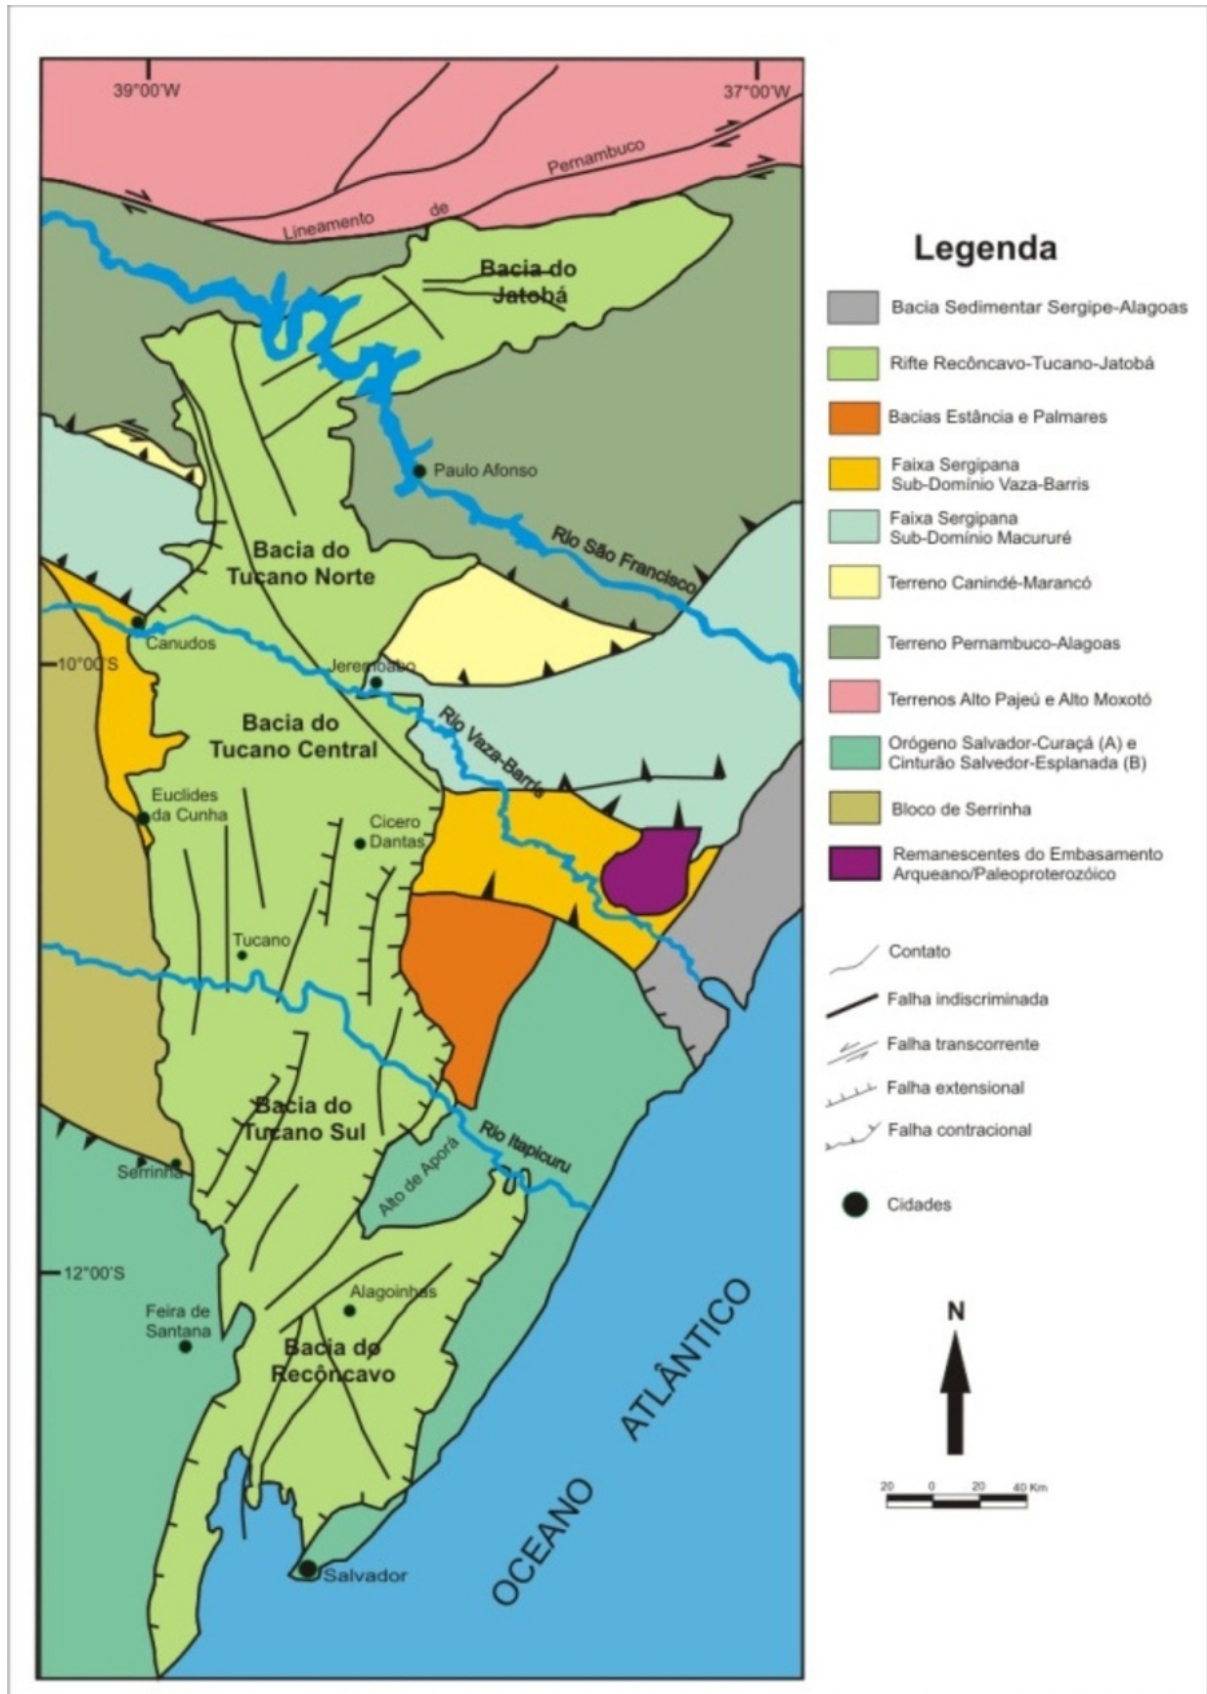 39°00'W
37°00'W
Lineamento de Pernambuco
Bacia do
Jatobá
Paulo Afonso
Rio São Francisco
Bacia do
Tucano Norte
Canudos
10°00'S
Jeremoabo
Rio Vaza-Barris
Bacia do
Tucano Central
Euclides
da Cunha
Cicero
Dantas
Tucano
Bacia do
Tucano Sul
Rio Itapicuru
Alto de Aporá
Serrinha
12°00'S
Alagoinhas
Feira de
Santana
Bacia do
Recôncavo
Salvador
OCEANO ATLÂNTICO
Legenda
Bacia Sedimentar Sergipe-Alagoas
Rifte Recôncavo-Tucano-Jatobá
Bacias Estância e Palmares
Faixa Sergipana
Sub-Domínio Vaza-Barris
Faixa Sergipana
Sub-Domínio Macururé
Terreno Canindé-Marancó
Terreno Pernambuco-Alagoas
Terrenos Alto Pajeú e Alto Moxotó
Orógeno Salvador-Curaçá (A) e
Cinturão Salvedor-Esplanada (B)
Bloco de Serrinha
Remanescentes do Embasamento
Arqueano/Paleoproterozóico
Contato
Falha indiscriminada
Falha transcorrente
Falha extensional
Falha contracional
Cidades
N
20 0 20 40 Km